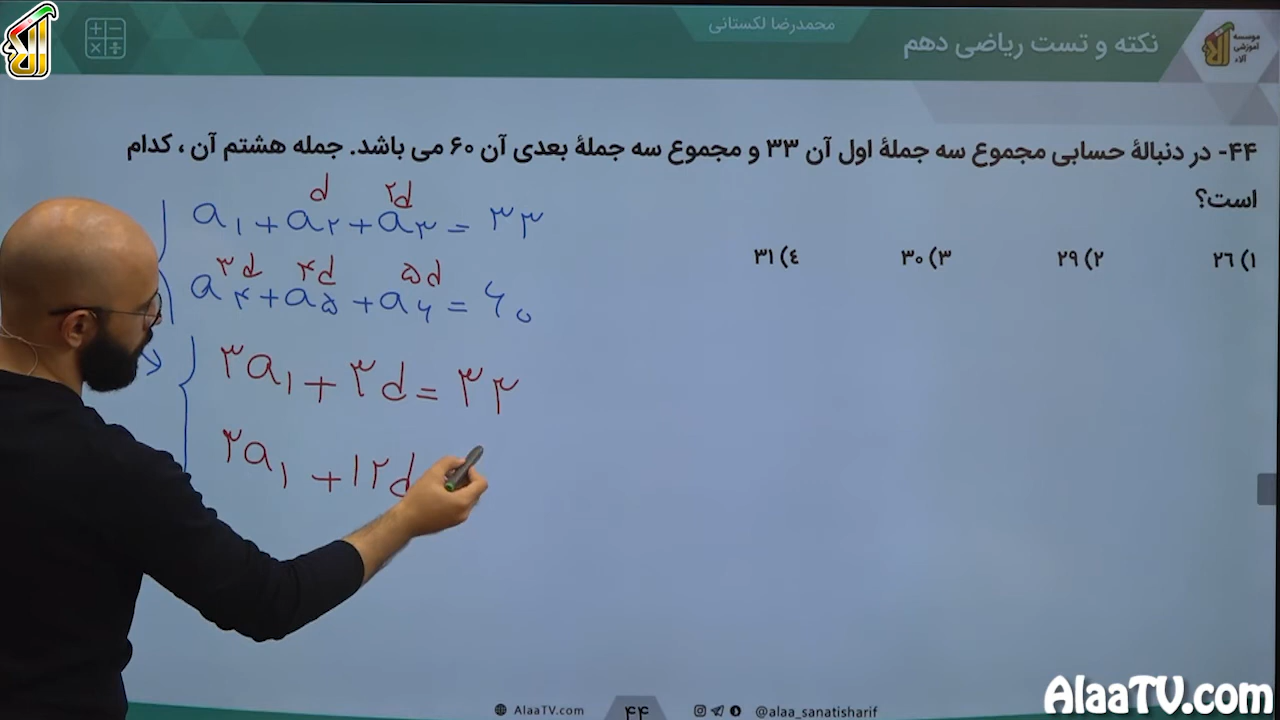 محمدرضا لکستانی
نکته و تست ریاضی دهم
موسسه
آموزشی
آلاء
۴۴- در دنبالۀ حسابی مجموع سه جملۀ اول آن ۳۳ و مجموع سه جملۀ بعدی آن ۶۰ می باشد. جمله هشتم آن ، کدام
است؟
۱) ۲۶ ۲) ۲۹ ۳) ۳۰ ۴) ۳۱
d ۲d
a۱ + a۲ + a۳ = ۳۳
۳d ۴d ۵d
a۴ + a۵ + a۶ = ۶۰
۳a۱ + ۳d = ۳۳
۳a۱ + ۱۲d
AlaaTV.com ۴۴ @alaa_sanatisharif
AlaaTV.com